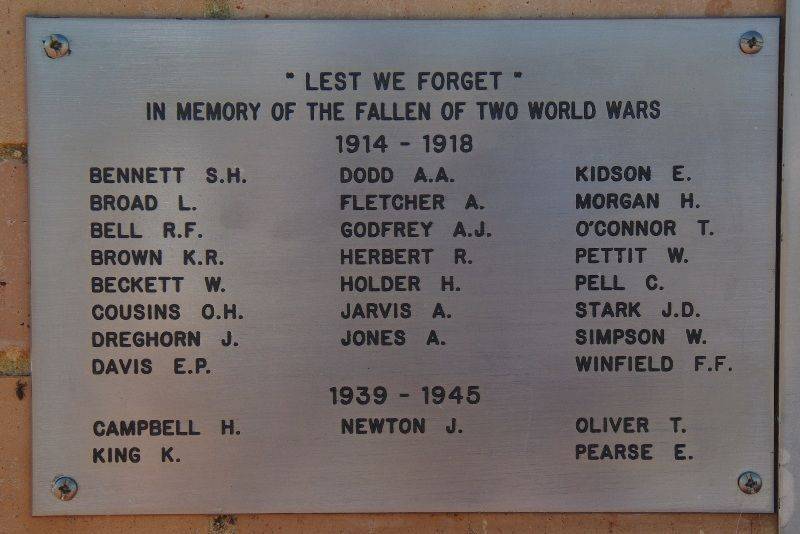 " LEST WE FORGET "
IN MEMORY OF THE FALLEN OF TWO WORLD WARS
1914 - 1918
BENNETT S.H. DODD A.A. KIDSON E.
BROAD L. FLETCHER A. MORGAN H.
BELL R.F. GODFREY A.J. O'CONNOR T.
BROWN K.R. HERBERT R. PETTIT W.
BECKETT W. HOLDER H. PELL C.
COUSINS O.H. JARVIS A. STARK J.D.
DREGHORN J. JONES A. SIMPSON W.
DAVIS E.P. WINFIELD F.F.
1939 - 1945
CAMPBELL H. NEWTON J. OLIVER T.
KING K. PEARSE E.